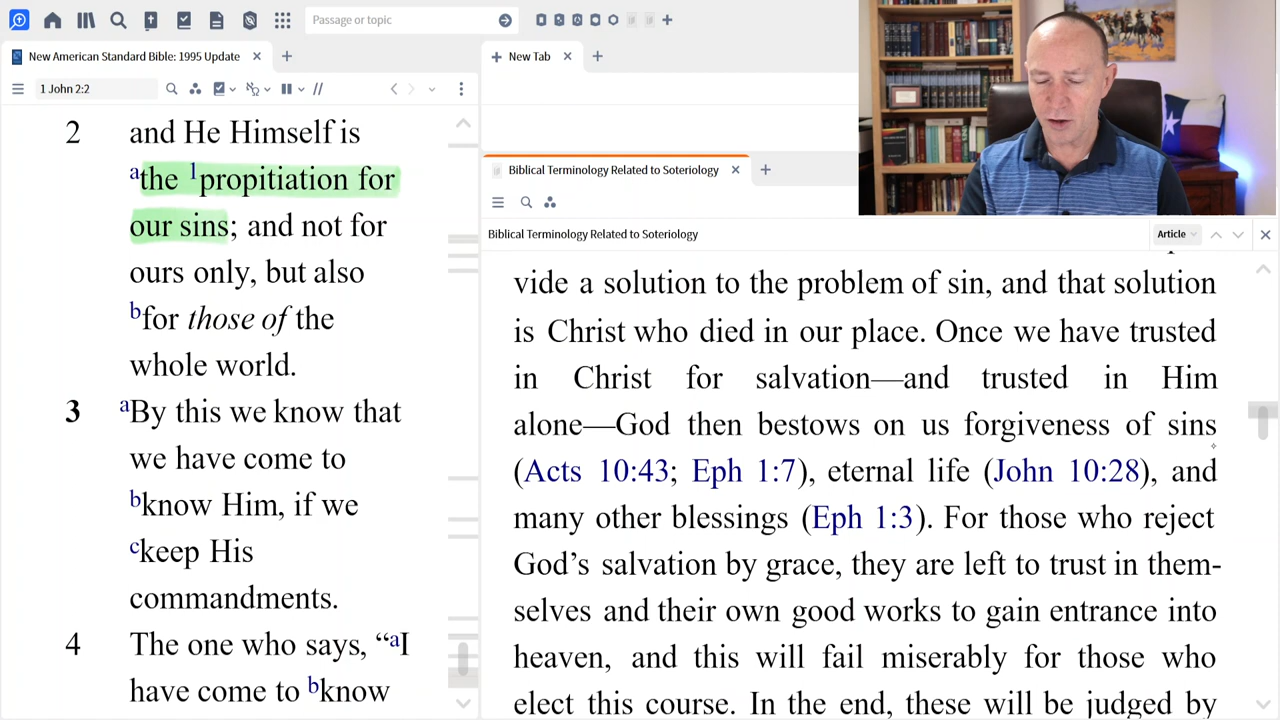 Passage or topic
New American Standard Bible: 1995 Update
1 John 2:2
2 and He Himself is
athe 1propitiation for
our sins; and not for
ours only, but also
bfor those of the
whole world.
3 aBy this we know that
we have come to
bknow Him, if we
ckeep His
commandments.
4 The one who says, “aI
have come to bknow
New Tab
Biblical Terminology Related to Soteriology
Biblical Terminology Related to Soteriology
Article
vide a solution to the problem of sin, and that solution
is Christ who died in our place. Once we have trusted
in Christ for salvation—and trusted in Him
alone—God then bestows on us forgiveness of sins
(Acts 10:43; Eph 1:7), eternal life (John 10:28), and
many other blessings (Eph 1:3). For those who reject
God’s salvation by grace, they are left to trust in them-
selves and their own good works to gain entrance into
heaven, and this will fail miserably for those who
elect this course. In the end, these will be judged by